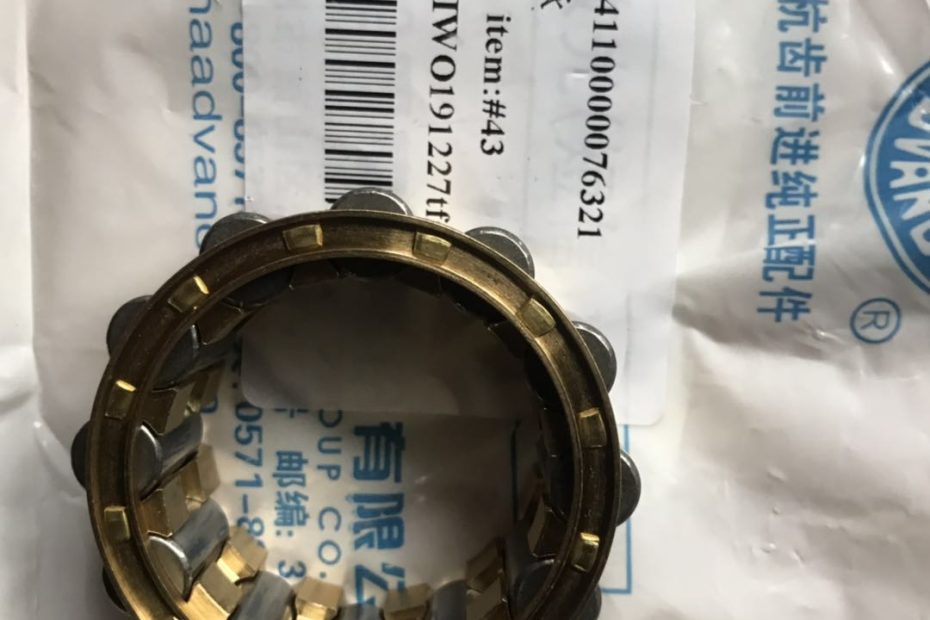 ®
杭齿前进纯正配件
4110000076321
item:#43
IWO191227tf
有限公
OUP CO.
邮编: 3
0571-8